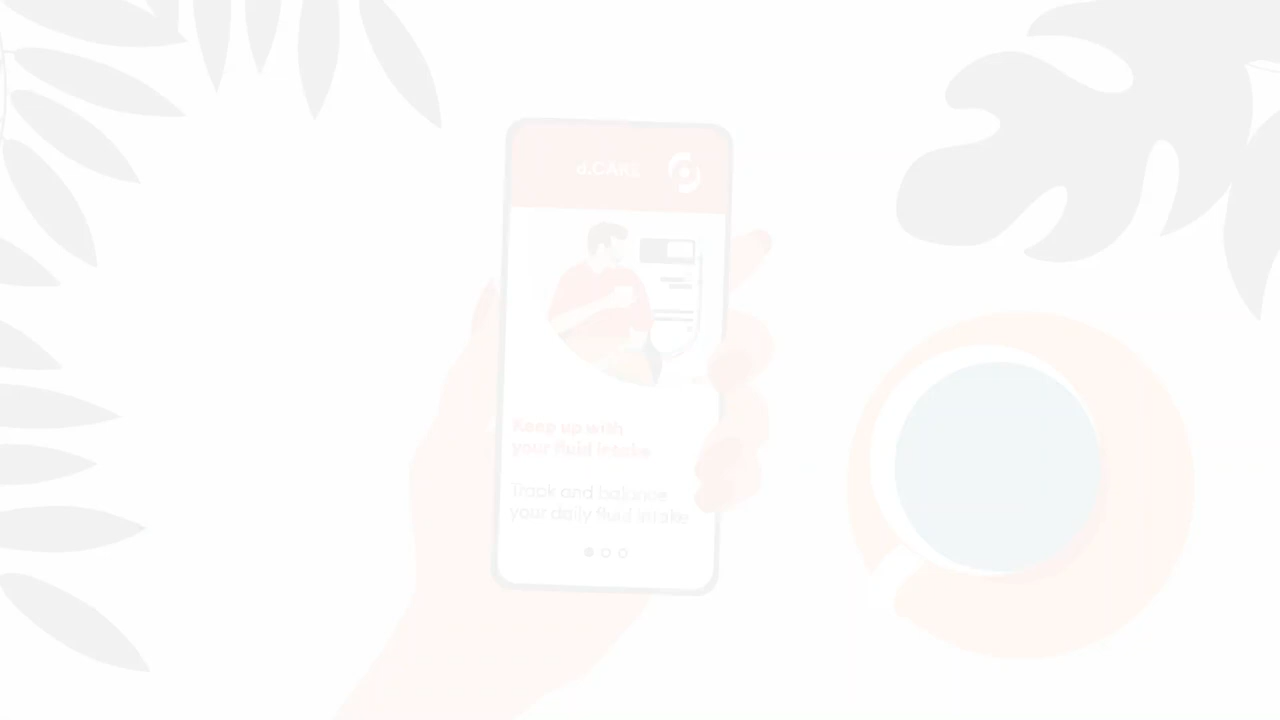 d.CARE
Keep up with
your fluid intake
Track and balance
your daily fluid intake